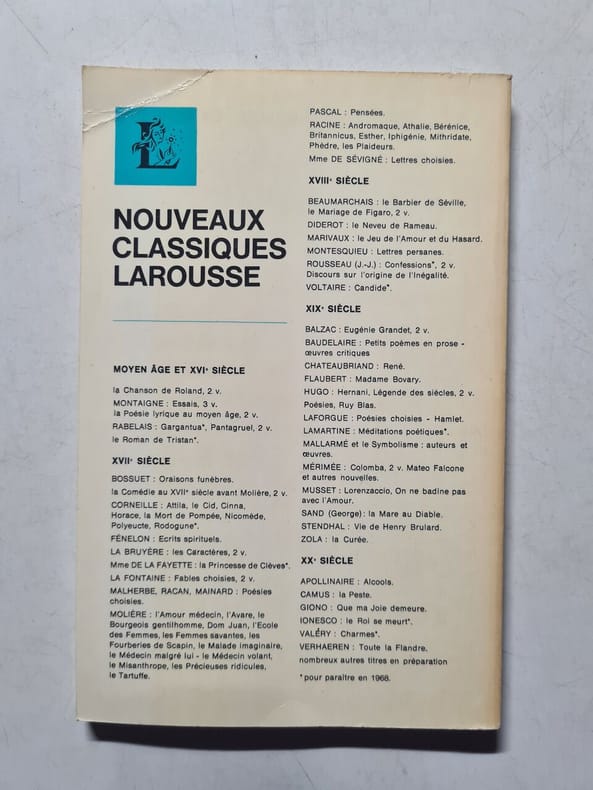 L
NOUVEAUX
CLASSIQUES
LAROUSSE
MOYEN ÂGE ET XVIᵉ SIÈCLE
la Chanson de Roland, 2 v.
MONTAIGNE : Essais, 3 v.
la Poésie lyrique au moyen âge, 2 v.
RABELAIS : Gargantua*, Pantagruel, 2 v.
le Roman de Tristan*.
XVIIᵉ SIÈCLE
BOSSUET : Oraisons funèbres.
la Comédie au XVIIᵉ siècle avant Molière, 2 v.
CORNEILLE : Attila, le Cid, Cinna,
Horace, la Mort de Pompée, Nicomède,
Polyeucte, Rodogune*.
FÉNELON : Ecrits spirituels.
LA BRUYÈRE : les Caractères, 2 v.
Mme DE LA FAYETTE : la Princesse de Clèves*.
LA FONTAINE : Fables choisies, 2 v.
MALHERBE, RACAN, MAINARD : Poésies
choisies.
MOLIÈRE : l'Amour médecin, l'Avare, le
Bourgeois gentilhomme, Dom Juan, l'Ecole
des Femmes, les Femmes savantes, les
Fourberies de Scapin, le Malade imaginaire,
le Médecin malgré lui - le Médecin volant,
le Misanthrope, les Précieuses ridicules,
le Tartuffe.
PASCAL : Pensées.
RACINE : Andromaque, Athalie, Bérénice,
Britannicus, Esther, Iphigénie, Mithridate,
Phèdre, les Plaideurs.
Mme DE SÉVIGNÉ : Lettres choisies.
XVIIIᵉ SIÈCLE
BEAUMARCHAIS : le Barbier de Séville,
le Mariage de Figaro, 2 v.
DIDEROT : le Neveu de Rameau.
MARIVAUX : le Jeu de l'Amour et du Hasard.
MONTESQUIEU : Lettres persanes.
ROUSSEAU (J.-J.) : Confessions*, 2 v.
Discours sur l'origine de l'Inégalité.
VOLTAIRE : Candide*.
XIXᵉ SIÈCLE
BALZAC : Eugénie Grandet, 2 v.
BAUDELAIRE : Petits poèmes en prose -
œuvres critiques
CHATEAUBRIAND : René.
FLAUBERT : Madame Bovary.
HUGO : Hernani, Légende des siècles, 2 v.
Poésies, Ruy Blas.
LAFORGUE : Poésies choisies - Hamlet.
LAMARTINE : Méditations poétiques*.
MALLARMÉ et le Symbolisme : auteurs et
œuvres.
MÉRIMÉE : Colomba, 2 v. Mateo Falcone
et autres nouvelles.
MUSSET : Lorenzaccio, On ne badine pas
avec l'Amour.
SAND (George) : la Mare au Diable.
STENDHAL : Vie de Henry Brulard.
ZOLA : la Curée.
XXᵉ SIÈCLE
APOLLINAIRE : Alcools.
CAMUS : la Peste.
GIONO : Que ma Joie demeure.
IONESCO : le Roi se meurt*.
VALÉRY : Charmes*.
VERHAEREN : Toute la Flandre.
nombreux autres titres en préparation
*pour paraître en 1968.